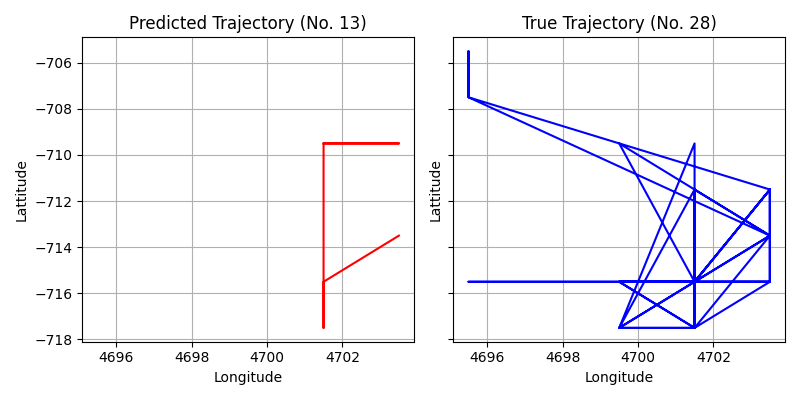 Predicted Trajectory (No. 13)
True Trajectory (No. 28)
Lattitude
−706
−708
−710
−712
−714
−716
−718
4696
4698
4700
4702
Longitude
Lattitude
4696
4698
4700
4702
Longitude